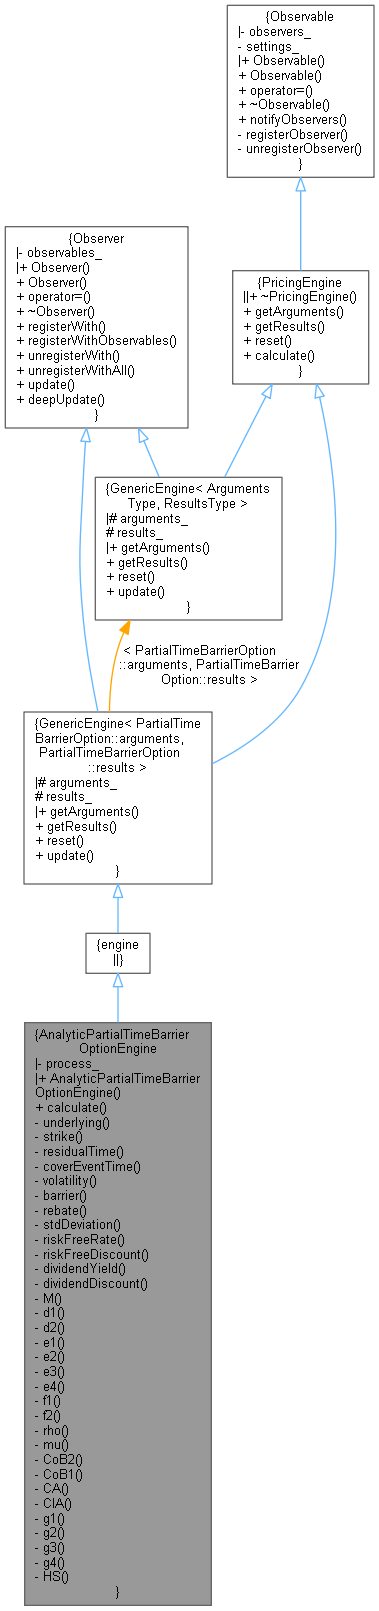 {Observable
|- observers_
- settings_
|+ Observable()
+ Observable()
+ operator=()
+ ~Observable()
+ notifyObservers()
- registerObserver()
- unregisterObserver()
}
{Observer
|- observables_
|+ Observer()
+ Observer()
+ operator=()
+ ~Observer()
+ registerWith()
+ registerWithObservables()
+ unregisterWith()
+ unregisterWithAll()
+ update()
+ deepUpdate()
}
{PricingEngine
||+ ~PricingEngine()
+ getArguments()
+ getResults()
+ reset()
+ calculate()
}
{GenericEngine< Arguments
Type, ResultsType >
|# arguments_
# results_
|+ getArguments()
+ getResults()
+ reset()
+ update()
}
< PartialTimeBarrierOption
::arguments, PartialTimeBarrier
Option::results >
{GenericEngine< PartialTime
BarrierOption::arguments,
PartialTimeBarrierOption
::results >
|# arguments_
# results_
|+ getArguments()
+ getResults()
+ reset()
+ update()
}
{engine
||}
{AnalyticPartialTimeBarrier
OptionEngine
|- process_
|+ AnalyticPartialTimeBarrier
OptionEngine()
+ calculate()
- underlying()
- strike()
- residualTime()
- coverEventTime()
- volatility()
- barrier()
- rebate()
- stdDeviation()
- riskFreeRate()
- riskFreeDiscount()
- dividendYield()
- dividendDiscount()
- M()
- d1()
- d2()
- e1()
- e2()
- e3()
- e4()
- f1()
- f2()
- rho()
- mu()
- CoB2()
- CoB1()
- CA()
- CIA()
- g1()
- g2()
- g3()
- g4()
- HS()
}